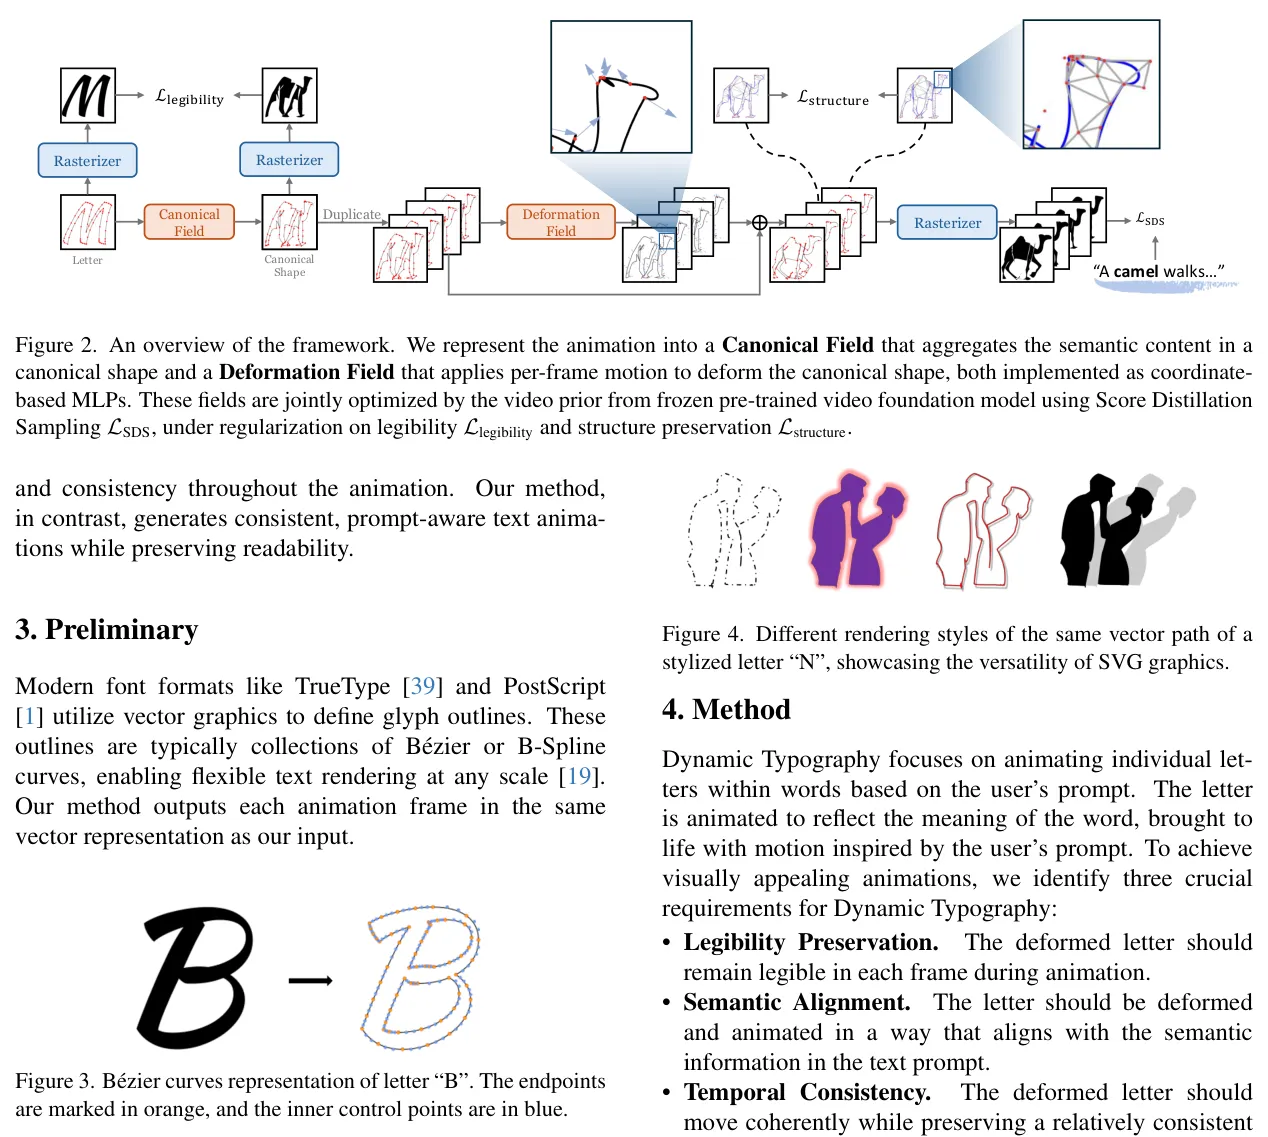 M
ℒlegibility
Rasterizer
Rasterizer
Letter
Canonical
Field
Canonical
Shape
Duplicate
Deformation
Field
ℒstructure
Rasterizer
ℒSDS
“A camel walks…”
Figure 2. An overview of the framework. We represent the animation into a Canonical Field that aggregates the semantic content in a
canonical shape and a Deformation Field that applies per-frame motion to deform the canonical shape, both implemented as coordinate-
based MLPs. These fields are jointly optimized by the video prior from frozen pre-trained video foundation model using Score Distillation
Sampling ℒSDS, under regularization on legibility ℒlegibility and structure preservation ℒstructure.
and consistency throughout the animation. Our method,
in contrast, generates consistent, prompt-aware text anima-
tions while preserving readability.
3. Preliminary
Modern font formats like TrueType [39] and PostScript
[1] utilize vector graphics to define glyph outlines. These
outlines are typically collections of Bézier or B-Spline
curves, enabling flexible text rendering at any scale [19].
Our method outputs each animation frame in the same
vector representation as our input.
B
B
Figure 3. Bézier curves representation of letter “B”. The endpoints
are marked in orange, and the inner control points are in blue.
Figure 4. Different rendering styles of the same vector path of a
stylized letter “N”, showcasing the versatility of SVG graphics.
4. Method
Dynamic Typography focuses on animating individual let-
ters within words based on the user’s prompt. The letter
is animated to reflect the meaning of the word, brought to
life with motion inspired by the user’s prompt. To achieve
visually appealing animations, we identify three crucial
requirements for Dynamic Typography:
• Legibility Preservation. The deformed letter should
remain legible in each frame during animation.
• Semantic Alignment. The letter should be deformed
and animated in a way that aligns with the semantic
information in the text prompt.
• Temporal Consistency. The deformed letter should
move coherently while preserving a relatively consistent